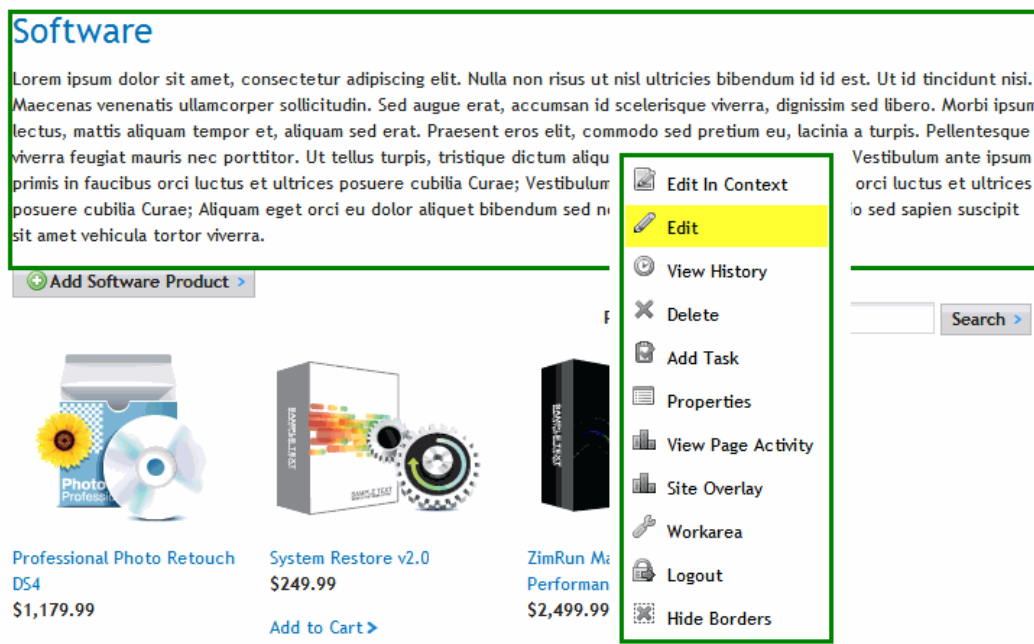 Software
Lorem ipsum dolor sit amet, consectetur adipiscing elit. Nulla non risus ut nisl ultricies bibendum id id est. Ut id tincidunt nisi.
Maecenas venenatis ullamcorper sollicitudin. Sed augue erat, accumsan id scelerisque viverra, dignissim sed libero. Morbi ipsum
lectus, mattis aliquam tempor et, aliquam sed erat. Praesent eros elit, commodo sed pretium eu, lacinia a turpis. Pellentesque
viverra feugiat mauris nec porttitor. Ut tellus turpis, tristique dictum aliqu Vestibulum ante ipsum
primis in faucibus orci luctus et ultrices posuere cubilia Curae; Vestibulum orci luctus et ultrices
posuere cubilia Curae; Aliquam eget orci eu dolor aliquet bibendum sed sed sapien suscipit
sit amet vehicula tortor viverra.
Edit In Context
Edit
View History
Delete
Add Task
Properties
View Page Activity
Site Overlay
Workarea
Logout
Hide Borders
Add Software Product >
Search >
Photo
SAMPLE TEXT
SAMPLE TEXT
SAMPLE TEXT
Professional Photo Retouch
DS4
$1,179.99
System Restore v2.0
$249.99
Add to Cart >
ZimRun Ma
Performan
$2,499.99